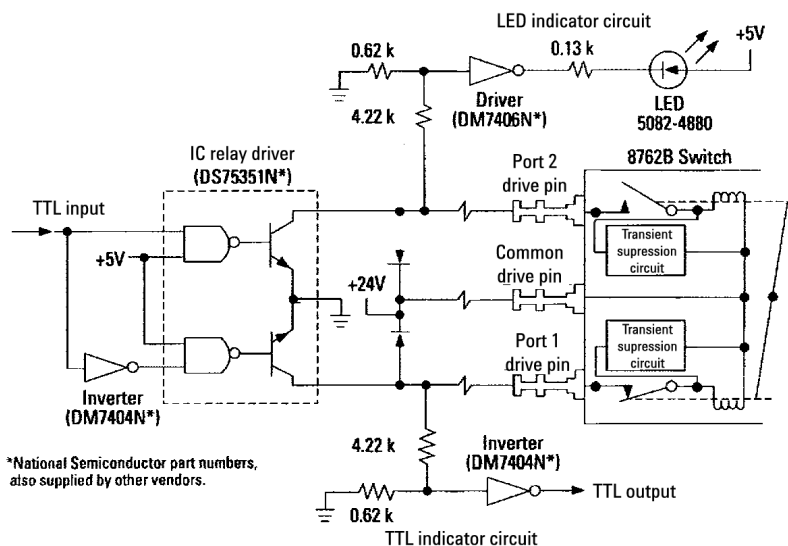 LED indicator circuit
0.62 k
0.13 k
+5V
Driver
(DM7406N*)
LED
5082-4880
4.22 k
IC relay driver
(DS75351N*)
Port 2
drive pin
8762B Switch
TTL input
Transient
supression
circuit
+5V
Common
drive pin
+24V
Port 1
drive pin
Transient
supression
circuit
Inverter
(DM7404N*)
4.22 k
Inverter
(DM7404N*)
*National Semiconductor part numbers,
also supplied by other vendors.
TTL output
0.62 k
TTL indicator circuit